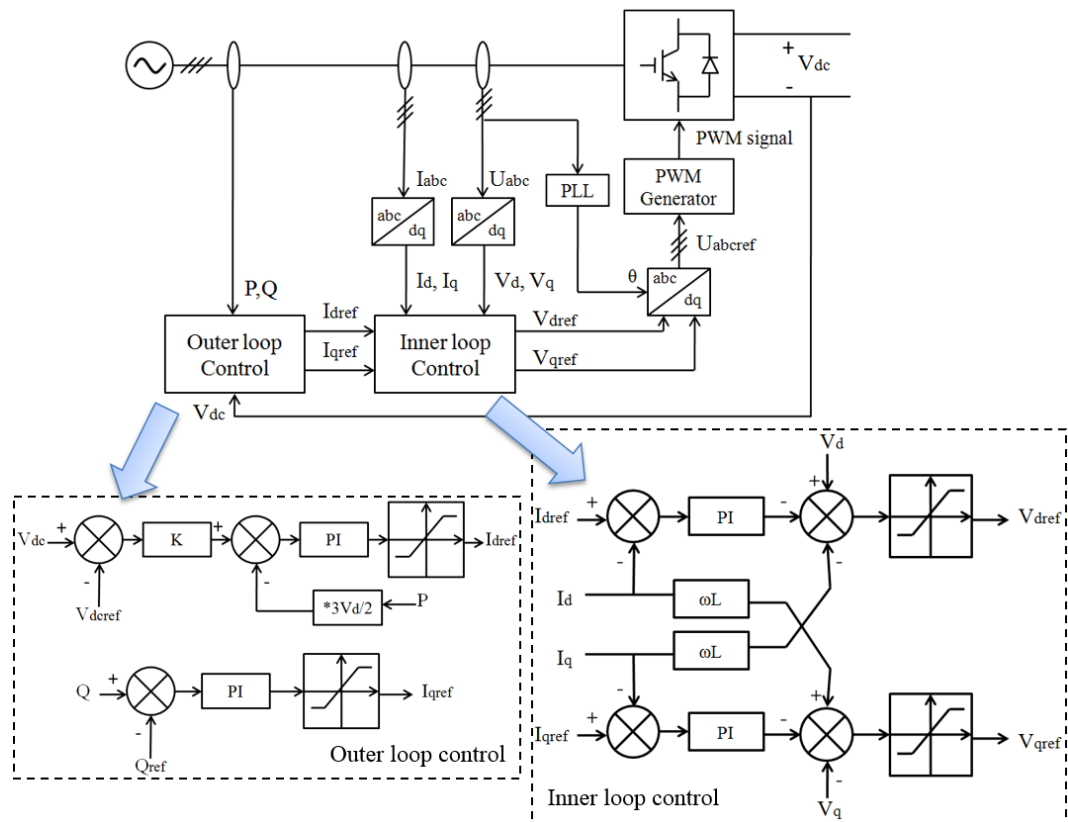 +
Vdc
-
PWM signal
Iabc
Uabc
PLL
PWM
Generator
abc
dq
abc
dq
Uabcref
Id, Iq
Vd, Vq
θ
abc
dq
P,Q
Idref
Vdref
Outer loop
Control
Inner loop
Control
Iqref
Vqref
Vdc
Vdc
+
-
K
+
-
PI
Idref
Vdcref
*3Vd/2
P
Q
+
-
PI
Iqref
Qref
Outer loop control
Vd
Idref
+
-
PI
-
+
-
Vdref
Id
ωL
Iq
ωL
Iqref
+
-
PI
-
+
-
Vqref
Vq
Inner loop control